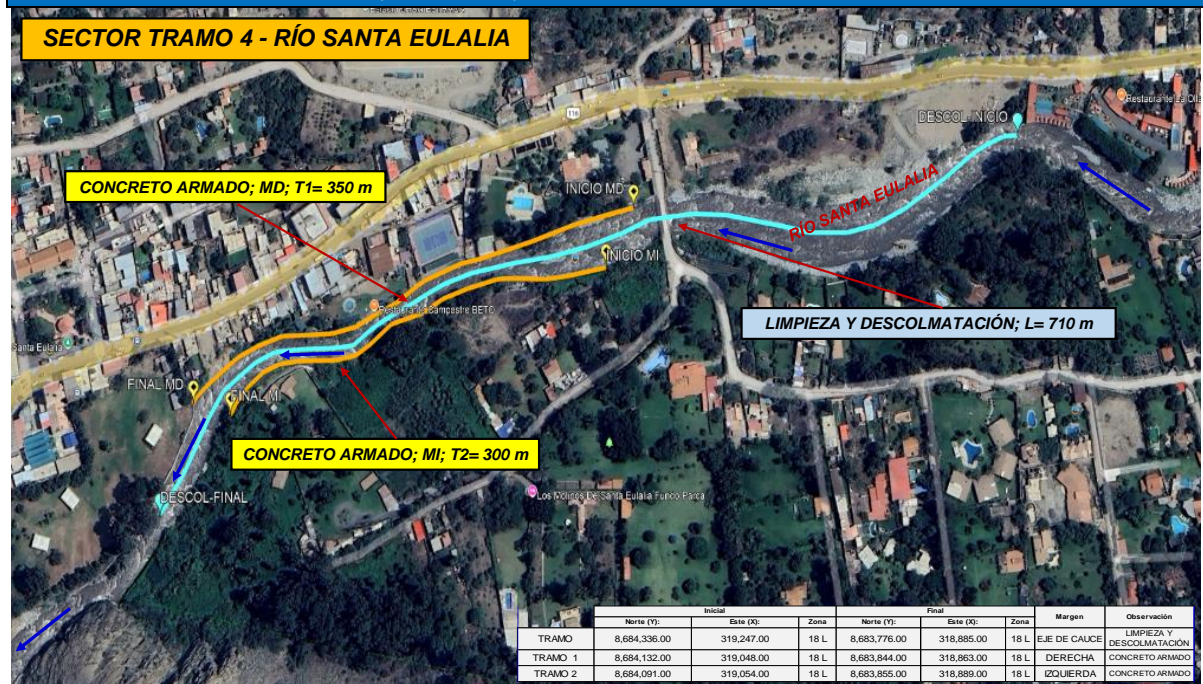 SECTOR TRAMO 4 - RÍO SANTA EULALIA
116
Restaurante La Olla
DESCOL-INICIO
CONCRETO ARMADO; MD; T1= 350 m
INICIO MD
RÍO SANTA EULALIA
INICIO MI
Restaurante Campestre BETO
LIMPIEZA Y DESCOLMATACIÓN; L= 710 m
Santa Eulalia
FINAL MD
FINAL MI
CONCRETO ARMADO; MI; T2= 300 m
DESCOL-FINAL
Los Molinos De Santa Eulalia Fundo Parca
Inicial Final Margen Observación
Norte (Y): Este (X): Zona Norte (Y): Este (X): Zona
TRAMO 8,684,336.00 319,247.00 18 L 8,683,776.00 318,885.00 18 L EJE DE CAUCE LIMPIEZA Y DESCOLMATACIÓN
TRAMO 1 8,684,132.00 319,048.00 18 L 8,683,844.00 318,863.00 18 L DERECHA CONCRETO ARMADO
TRAMO 2 8,684,091.00 319,054.00 18 L 8,683,855.00 318,889.00 18 L IZQUIERDA CONCRETO ARMADO